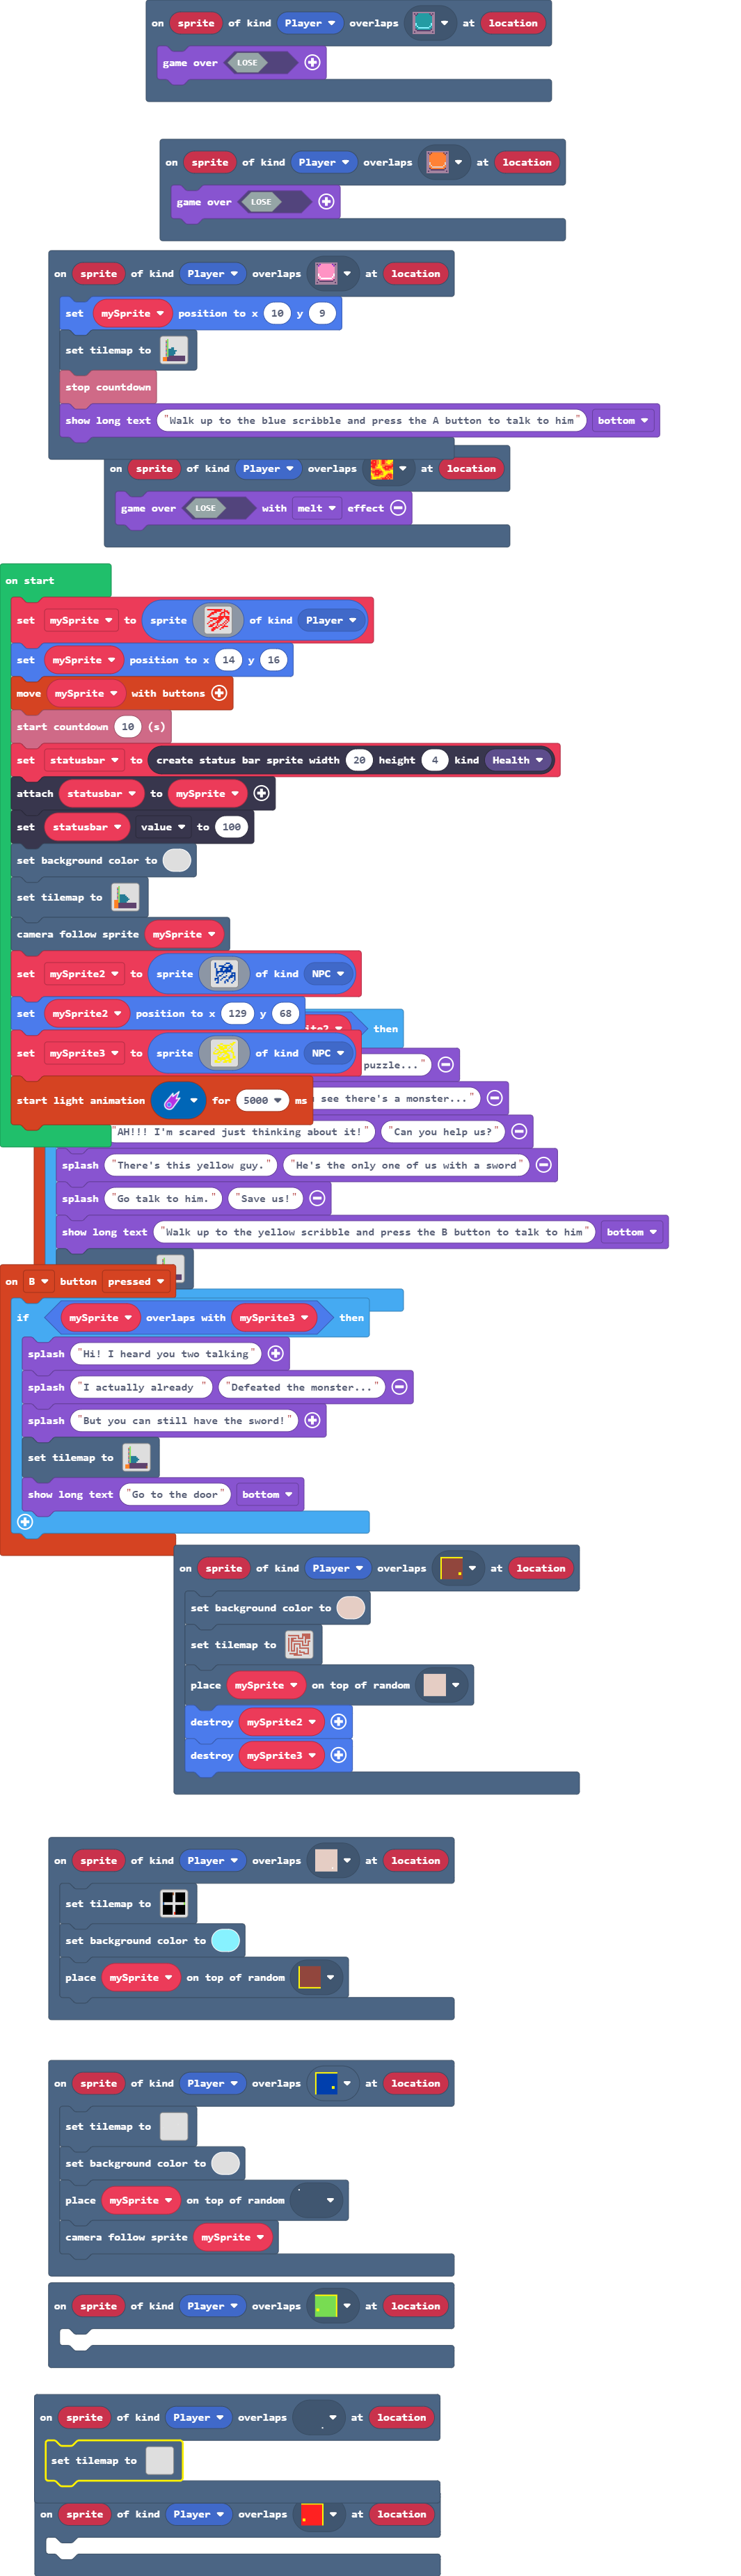 on sprite of kind Player overlaps at location
game over LOSE
on sprite of kind Player overlaps at location
game over LOSE
on sprite of kind Player overlaps at location
set mySprite position to x 10 y 9
set tilemap to
stop countdown
show long text "Walk up to the blue scribble and press the A button to talk to him" bottom
on sprite of kind Player overlaps at location
game over LOSE with melt effect
on start
set mySprite to sprite of kind Player
set mySprite position to x 14 y 16
move mySprite with buttons
start countdown 10 (s)
set statusbar to create status bar sprite width 20 height 4 kind Health
attach statusbar to mySprite
set statusbar value to 100
set background color to
set tilemap to
camera follow sprite mySprite
set mySprite2 to sprite of kind NPC
set mySprite2 position to x 129 y 68
then
set mySprite3 to sprite of kind NPC
puzzle..."
start light animation for 5000 ms
see there's a monster..."
"AH!!! I'm scared just thinking about it!" "Can you help us?"
splash "There's this yellow guy." "He's the only one of us with a sword"
splash "Go talk to him." "Save us!"
show long text "Walk up to the yellow scribble and press the B button to talk to him" bottom
on B button pressed
if mySprite overlaps with mySprite3 then
splash "Hi! I heard you two talking"
splash "I actually already " "Defeated the monster..."
splash "But you can still have the sword!"
set tilemap to
show long text "Go to the door" bottom
on sprite of kind Player overlaps at location
set background color to
set tilemap to
place mySprite on top of random
destroy mySprite2
destroy mySprite3
on sprite of kind Player overlaps at location
set tilemap to
set background color to
place mySprite on top of random
on sprite of kind Player overlaps at location
set tilemap to
set background color to
place mySprite on top of random
camera follow sprite mySprite
on sprite of kind Player overlaps at location
on sprite of kind Player overlaps at location
set tilemap to
on sprite of kind Player overlaps at location